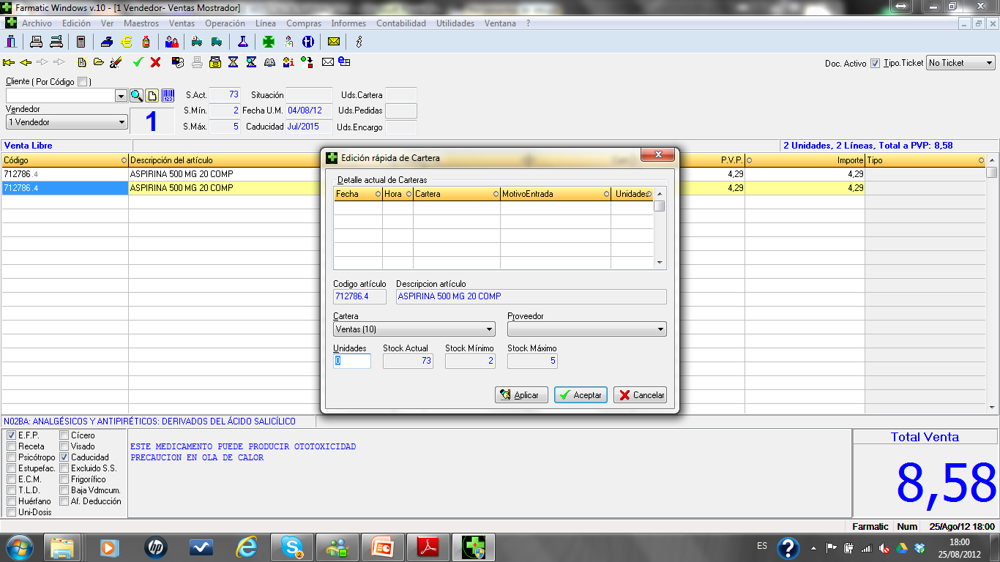 Farmatic Windows v.10 - [1 Vendedor- Ventas Mostrador]
Archivo Edición Ver Maestros Ventas Operación Línea Compras Informes Contabilidad Utilidades Ventana ?
Doc. Activo Tipo.Ticket No Ticket
Cliente ( Por Código )
S.Act. 73 Situación Uds.Cartera
Vendedor
S.Mín. 2 Fecha U.M. 04/08/12 Uds.Pedidas
1 Vendedor
1
S.Máx. 5 Caducidad Jul/2015 Uds.Encargo
Venta Libre
2 Unidades, 2 Líneas, Total a PVP: 8,58
Código Descripción del artículo P.V.P. Importe Tipo
712786 .4 ASPIRINA 500 MG 20 COMP 4,29 4,29
712786 .4 ASPIRINA 500 MG 20 COMP 4,29 4,29
Edición rápida de Cartera
Detalle actual de Carteras
Fecha Hora Cartera MotivoEntrada Unidades
Codigo artículo Descripcion artículo
712786.4 ASPIRINA 500 MG 20 COMP
Cartera Proveedor
Ventas (10)
Unidades Stock Actual Stock Mínimo Stock Máximo
0 73 2 5
Aplicar Aceptar Cancelar
N02BA: ANALGÉSICOS Y ANTIPIRÉTICOS: DERIVADOS DEL ÁCIDO SALICÍLICO
E.F.P. Cícero
Receta Visado
Psicótropo Caducidad
Estupefac. Excluido S.S.
E.C.M. Frigorífico
T.L.D. Baja Vdmcum.
Huérfano Af. Deducción
Uni-Dosis
ESTE MEDICAMENTO PUEDE PRODUCIR OTOTOXICIDAD
PRECAUCION EN OLA DE CALOR
Total Venta
8,58
Farmatic Num 25/Ago/12 18:00
ES
18:00
25/08/2012